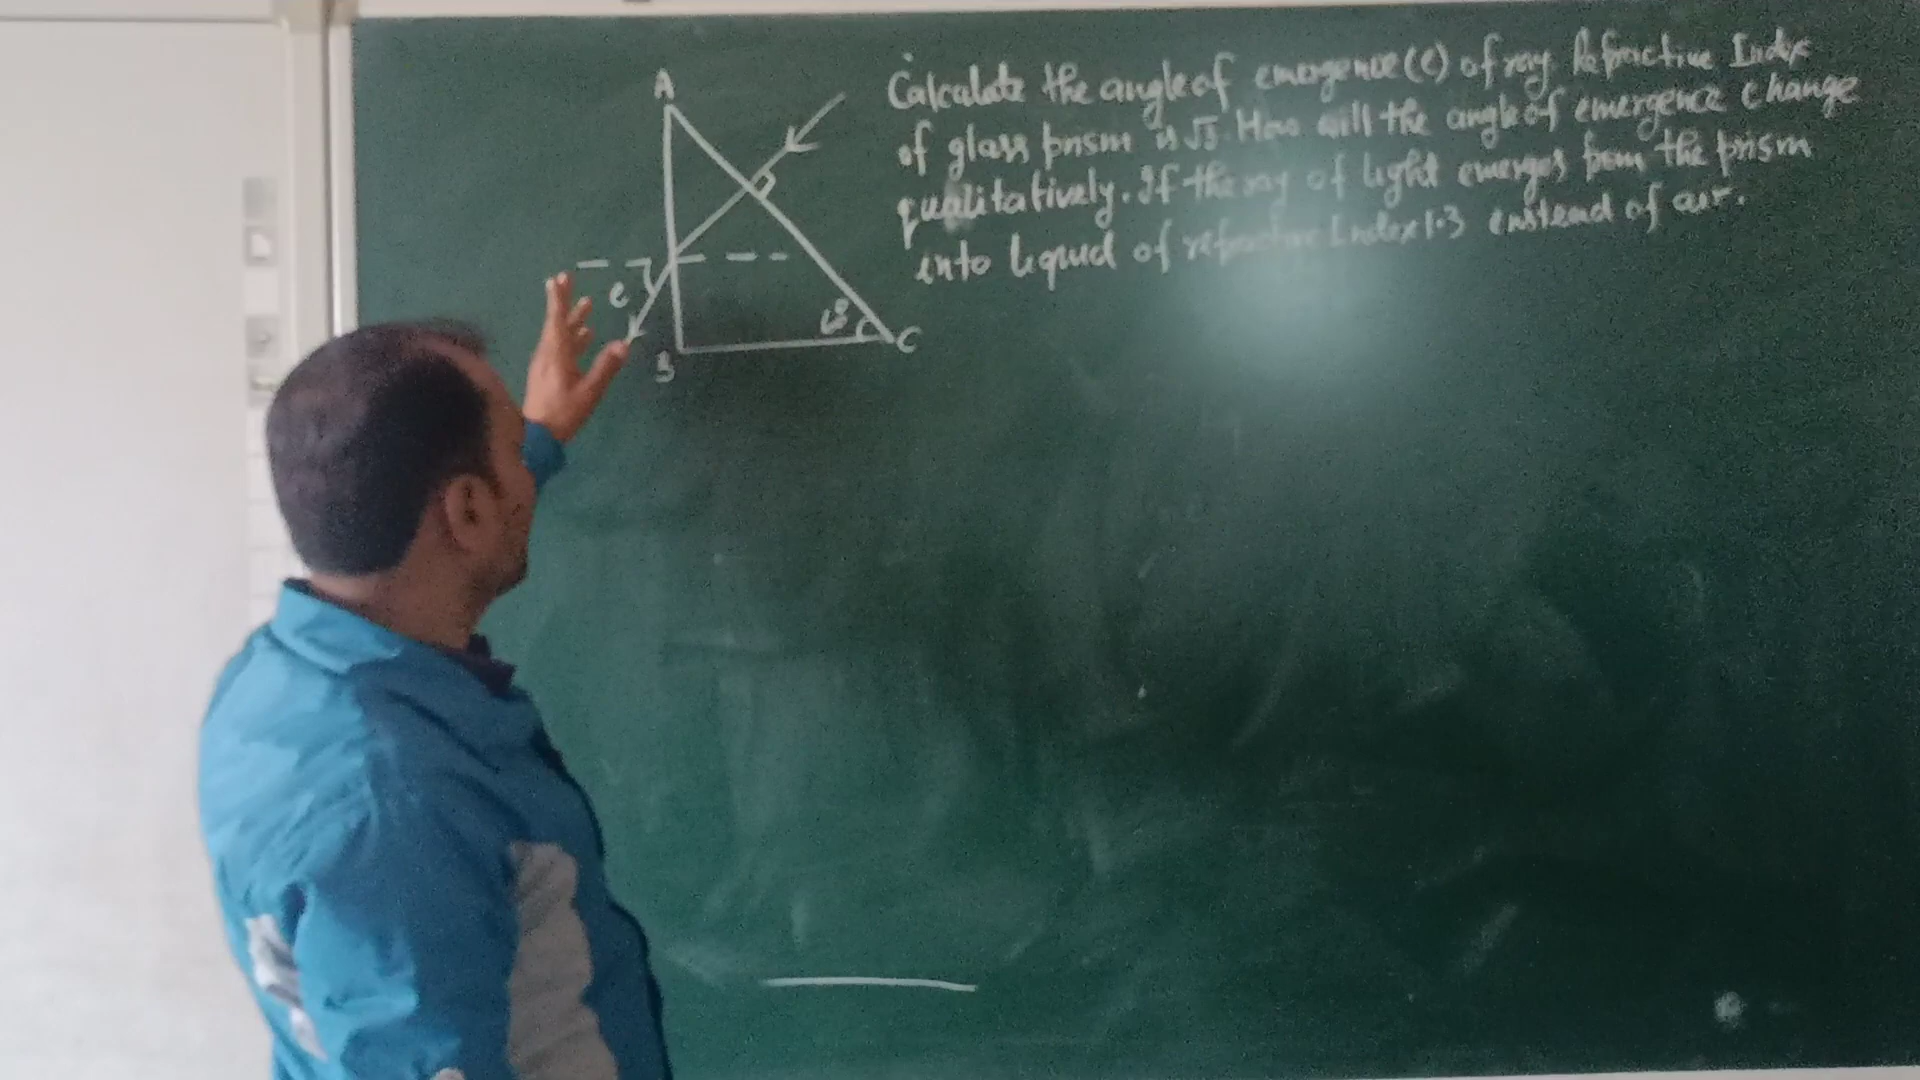 A
Calculate the angle of emergence (e) of ray. Refractive Index
of glass prism is √3. How will the angle of emergence change
qualitatively. If the ray of light emerges from the prism
into liquid of refractive Index 1.3 instead of air.
e
60°
B
C